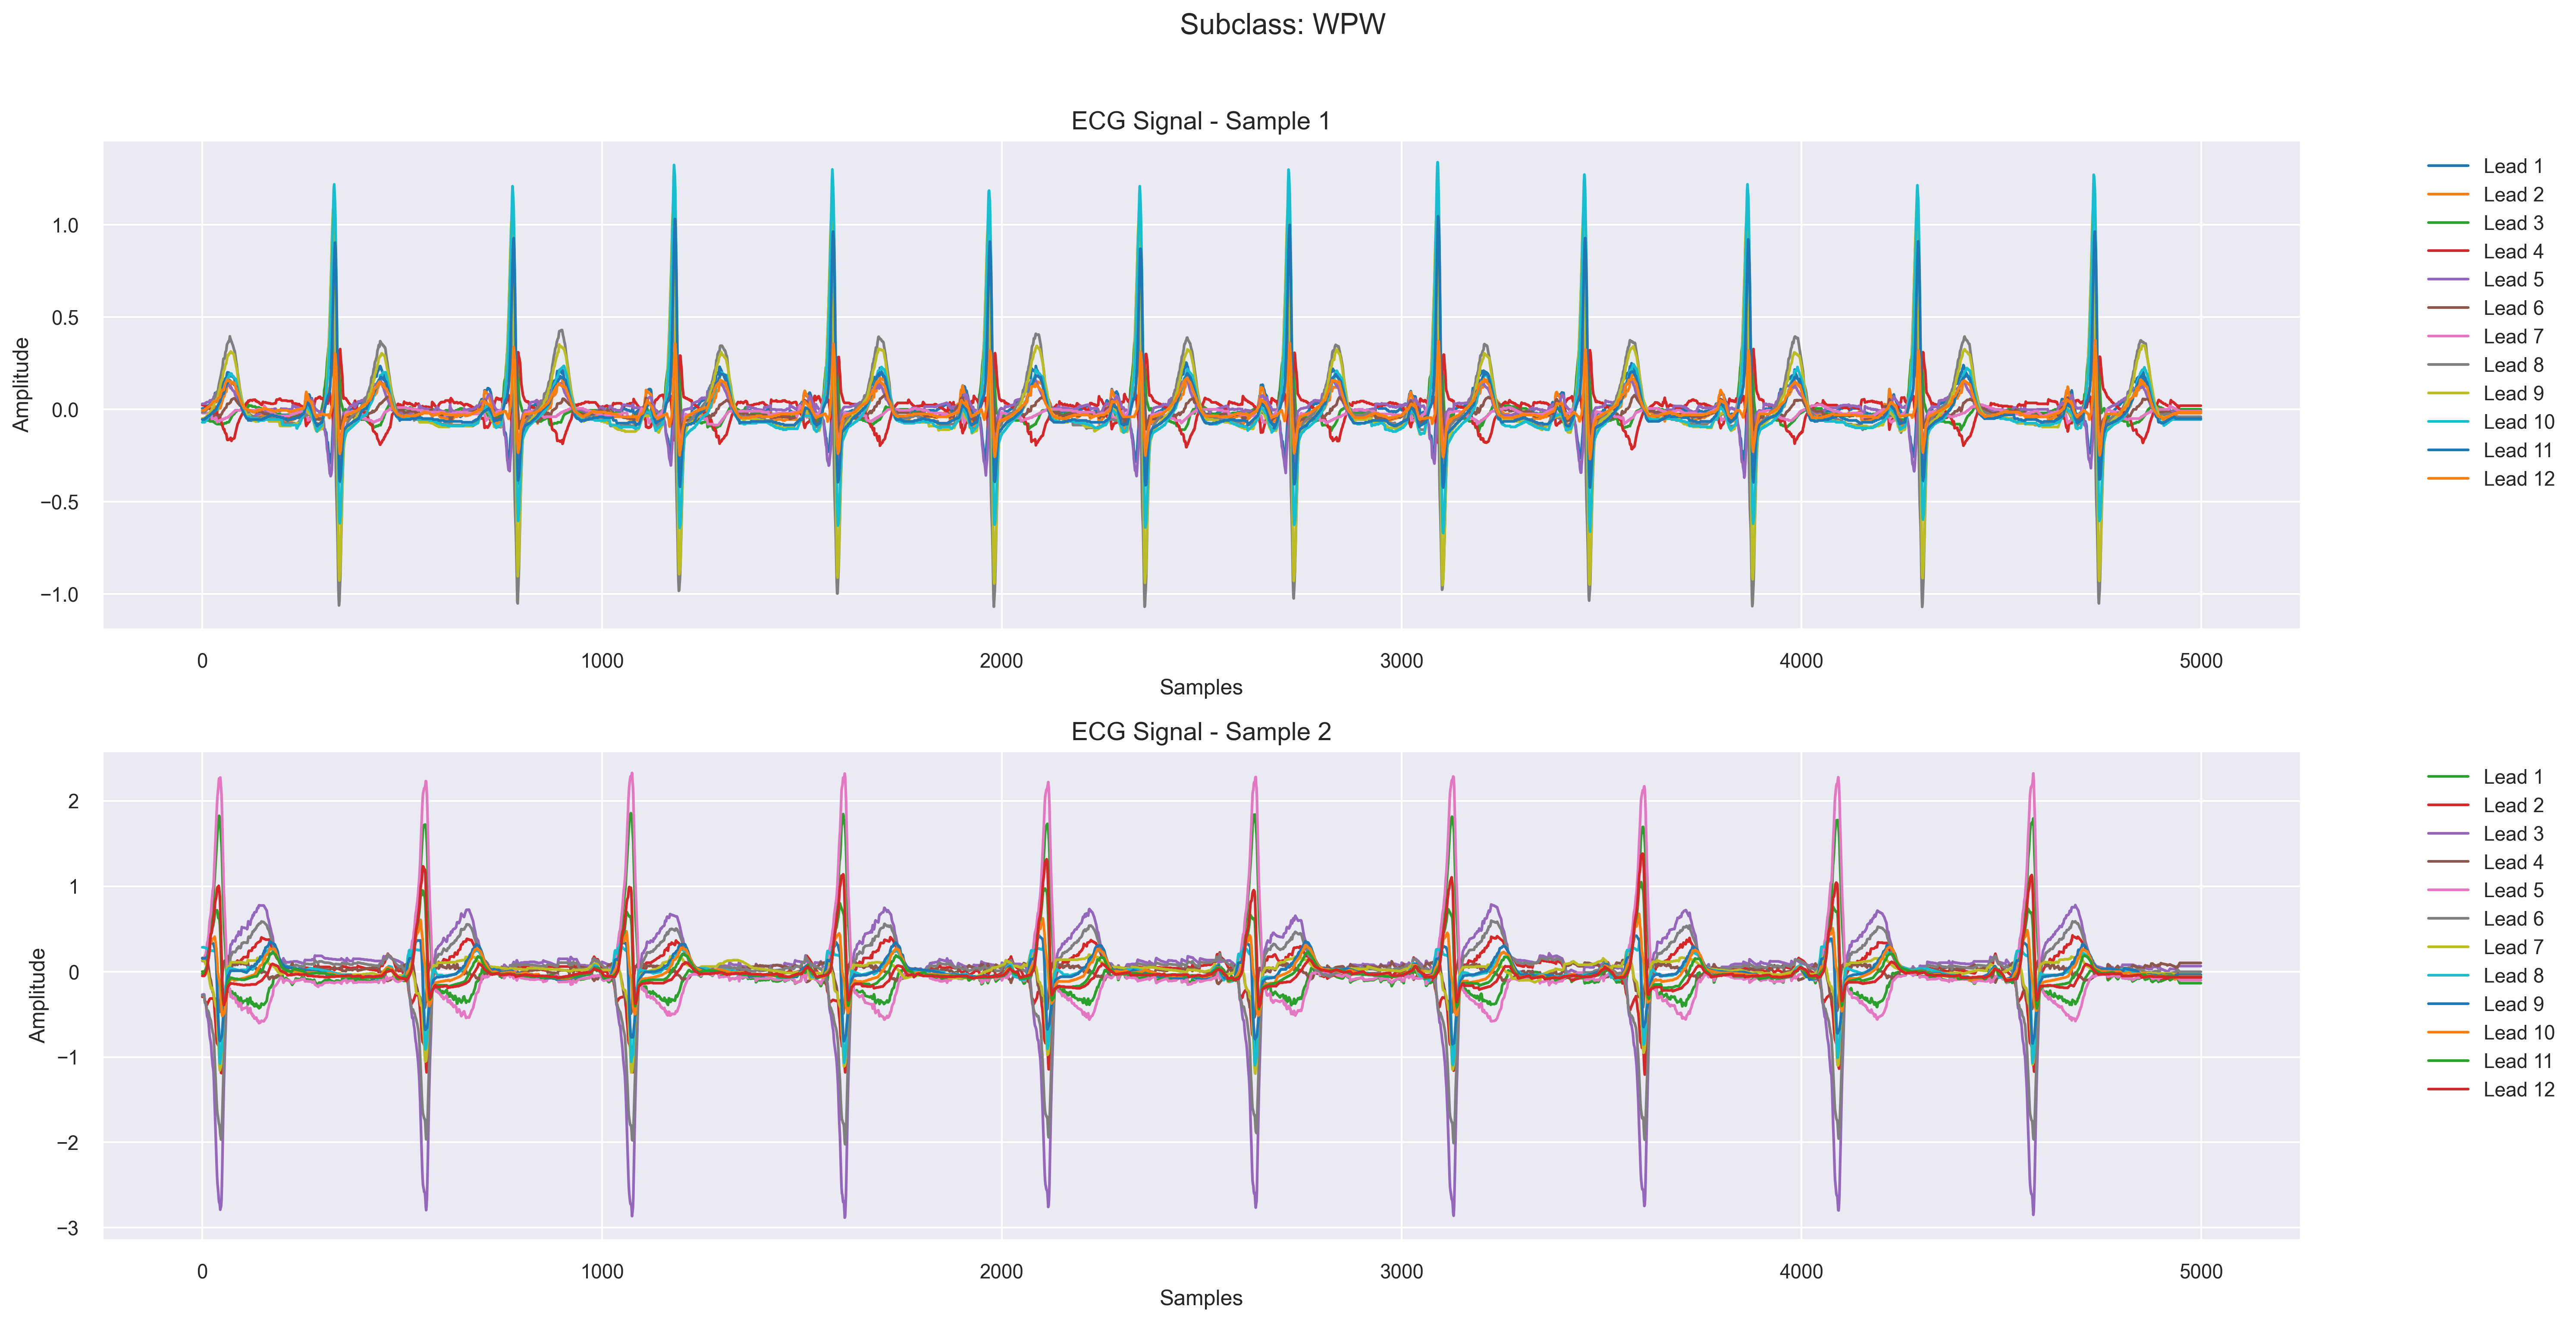 Subclass: WPW
ECG Signal - Sample 1
Amplitude
1.0
0.5
0.0
−0.5
−1.0
0 1000 2000 3000 4000 5000
Samples
Lead 1
Lead 2
Lead 3
Lead 4
Lead 5
Lead 6
Lead 7
Lead 8
Lead 9
Lead 10
Lead 11
Lead 12
ECG Signal - Sample 2
Amplitude
2
1
0
−1
−2
−3
0 1000 2000 3000 4000 5000
Samples
Lead 1
Lead 2
Lead 3
Lead 4
Lead 5
Lead 6
Lead 7
Lead 8
Lead 9
Lead 10
Lead 11
Lead 12